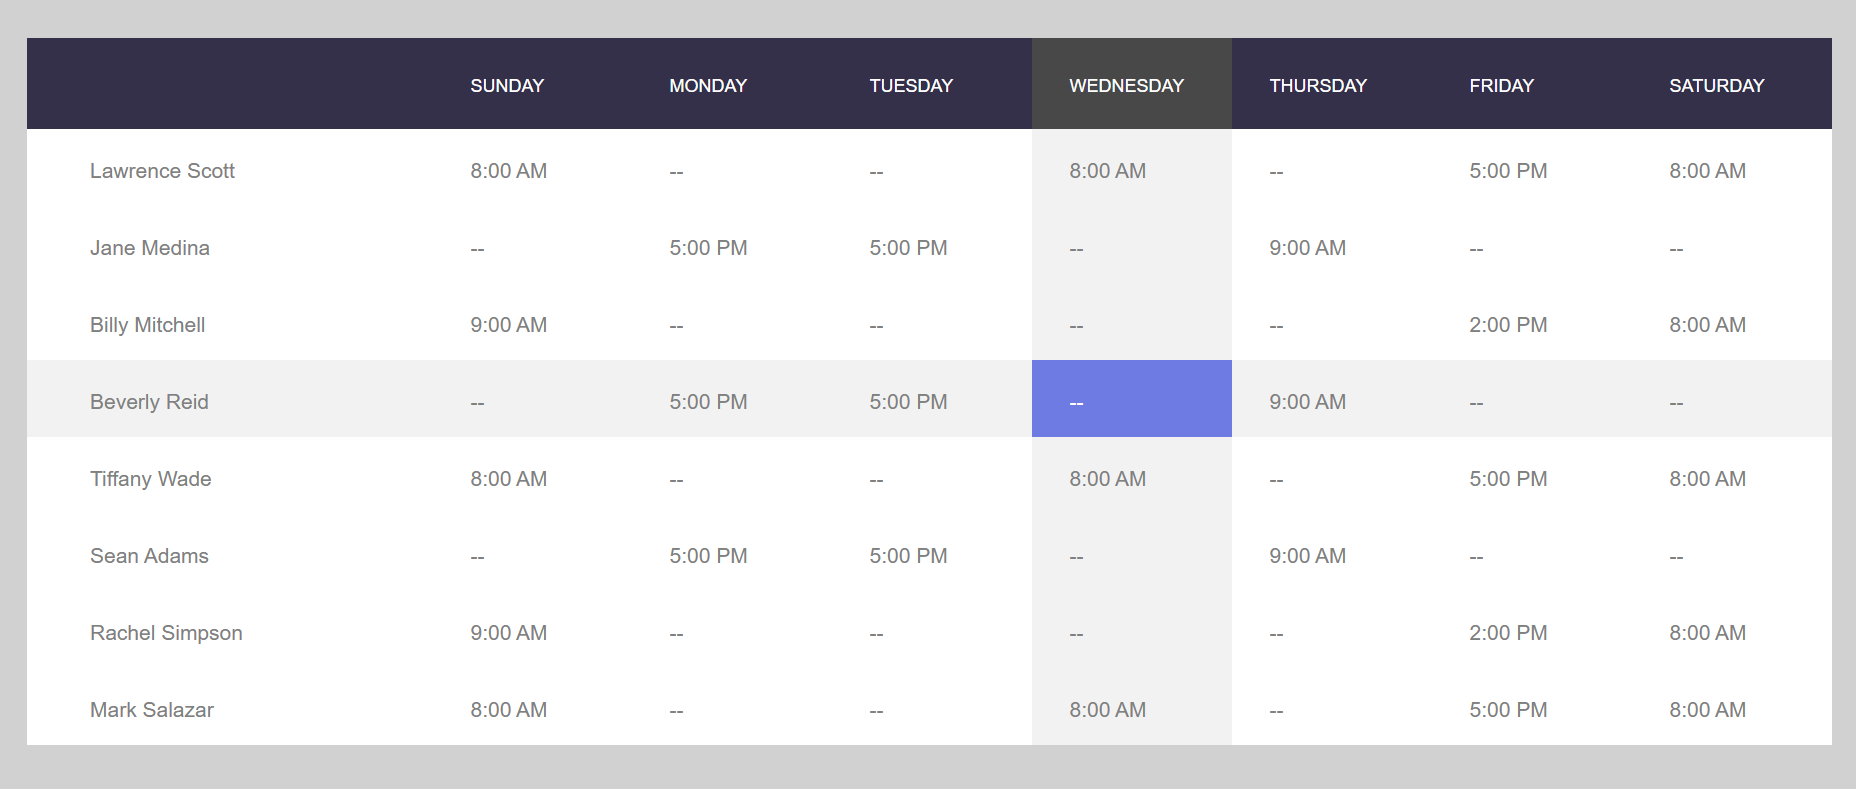 SUNDAY MONDAY TUESDAY WEDNESDAY THURSDAY FRIDAY SATURDAY
Lawrence Scott 8:00 AM -- -- 8:00 AM -- 5:00 PM 8:00 AM
Jane Medina -- 5:00 PM 5:00 PM -- 9:00 AM -- --
Billy Mitchell 9:00 AM -- -- -- -- 2:00 PM 8:00 AM
Beverly Reid -- 5:00 PM 5:00 PM -- 9:00 AM -- --
Tiffany Wade 8:00 AM -- -- 8:00 AM -- 5:00 PM 8:00 AM
Sean Adams -- 5:00 PM 5:00 PM -- 9:00 AM -- --
Rachel Simpson 9:00 AM -- -- -- -- 2:00 PM 8:00 AM
Mark Salazar 8:00 AM -- -- 8:00 AM -- 5:00 PM 8:00 AM